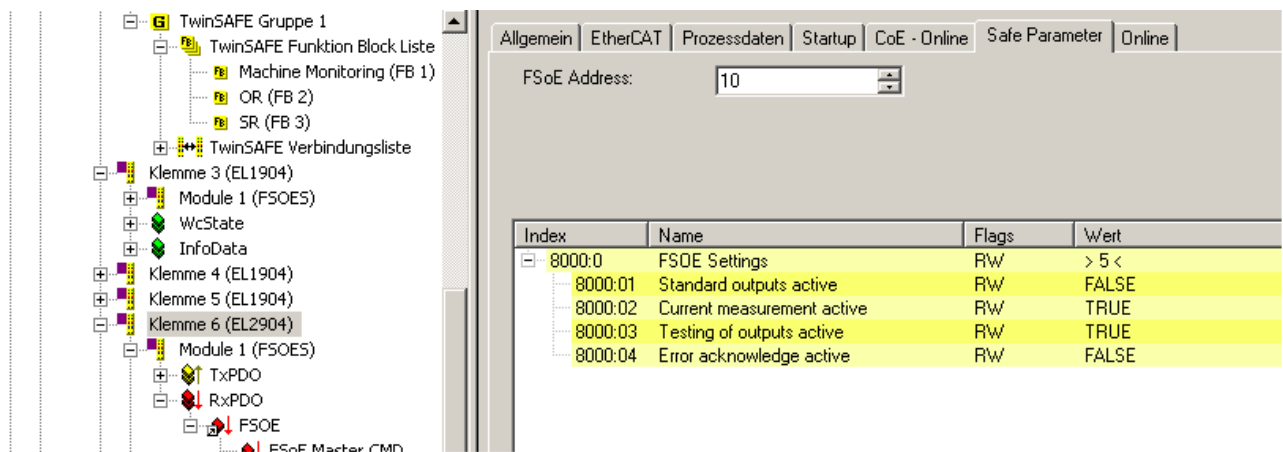 TwinSAFE Gruppe 1
TwinSAFE Funktion Block Liste
Machine Monitoring (FB 1)
OR (FB 2)
SR (FB 3)
TwinSAFE Verbindungsliste
Klemme 3 (EL1904)
Module 1 (FSOES)
WcState
InfoData
Klemme 4 (EL1904)
Klemme 5 (EL1904)
Klemme 6 (EL2904)
Module 1 (FSOES)
TxPDO
RxPDO
FSOE
FSoE Master CMD
Allgemein EtherCAT Prozessdaten Startup CoE - Online Safe Parameter Online
FSoE Address: 10
Index Name Flags Wert
8000:0 FSOE Settings RW > 5 <
8000:01 Standard outputs active RW FALSE
8000:02 Current measurement active RW TRUE
8000:03 Testing of outputs active RW TRUE
8000:04 Error acknowledge active RW FALSE